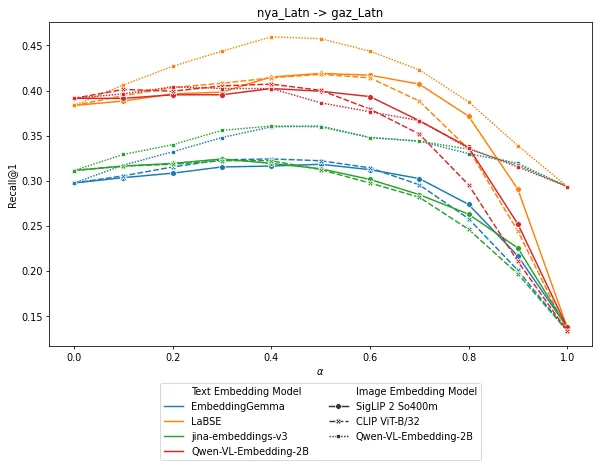 nya_Latn -> gaz_Latn
Recall@1
0.45
0.40
0.35
0.30
0.25
0.20
0.15
0.0
0.2
0.4
0.6
0.8
1.0
α
Text Embedding Model
EmbeddingGemma
LaBSE
jina-embeddings-v3
Qwen-VL-Embedding-2B
Image Embedding Model
SigLIP 2 So400m
CLIP ViT-B/32
Qwen-VL-Embedding-2B